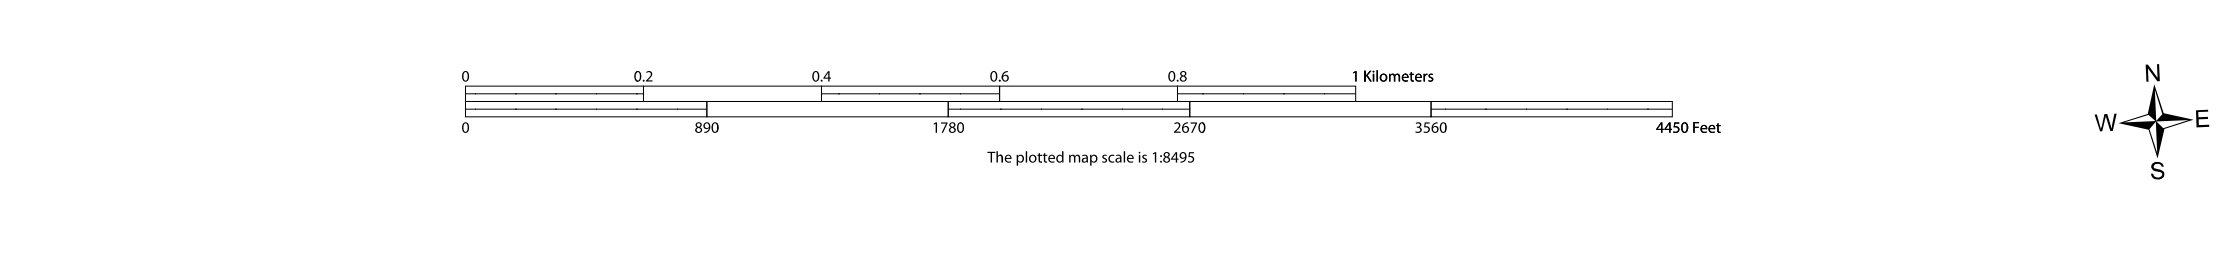 0 0.2 0.4 0.6 0.8 1 Kilometers
0 890 1780 2670 3560 4450 Feet
The plotted map scale is 1:8495
N
W E
S